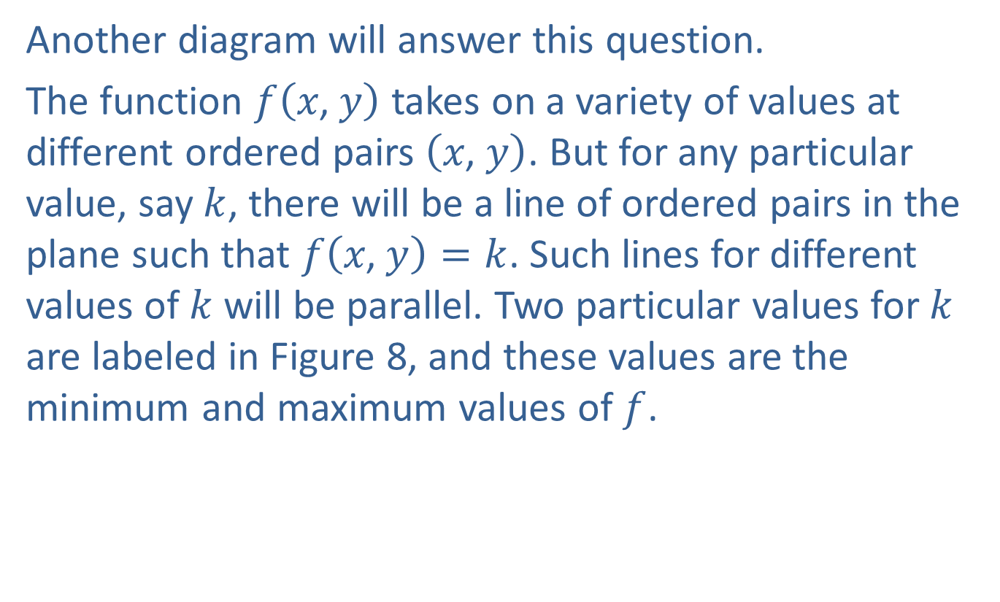 Another diagram will answer this question.
The function f(x, y) takes on a variety of values at
different ordered pairs (x, y). But for any particular
value, say k, there will be a line of ordered pairs in the
plane such that f(x, y) = k. Such lines for different
values of k will be parallel. Two particular values for k
are labeled in Figure 8, and these values are the
minimum and maximum values of f.